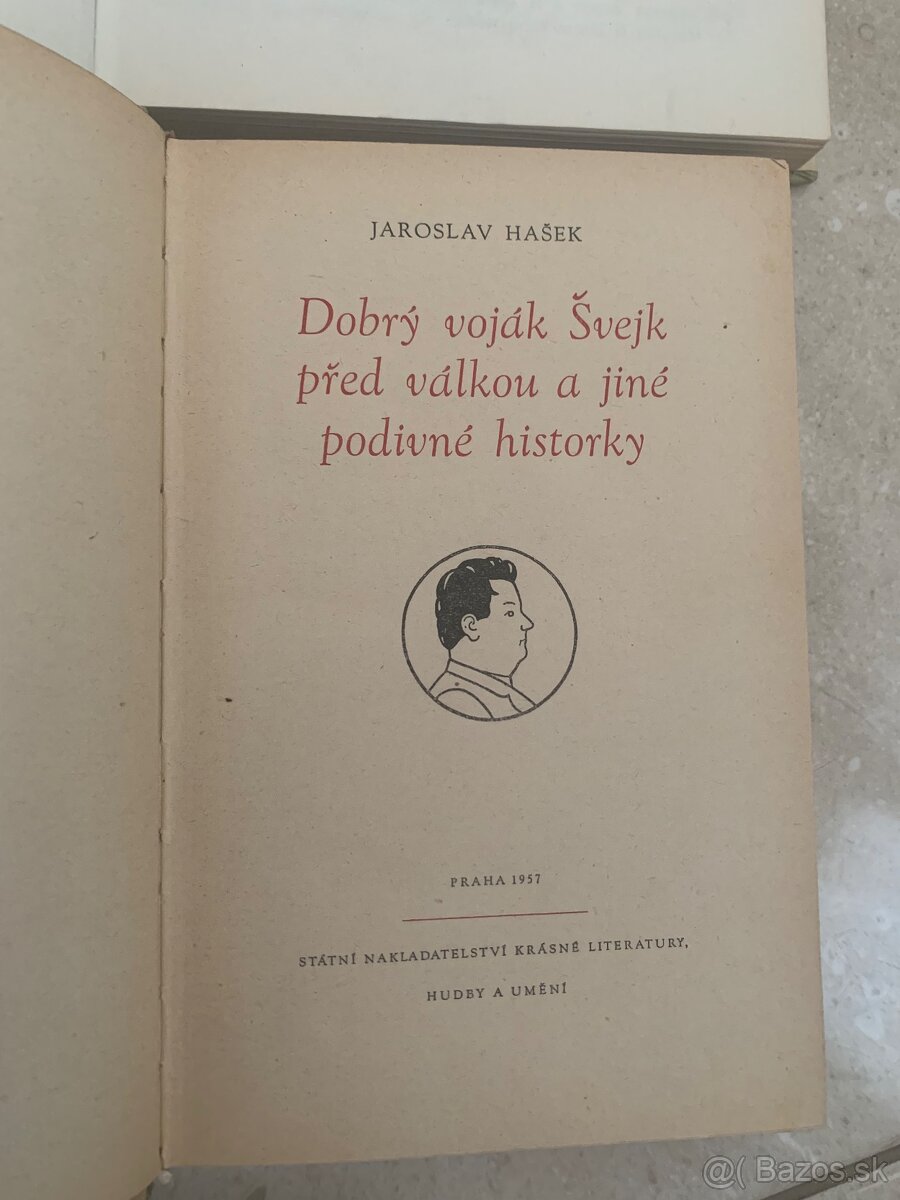 JAROSLAV HAŠEK
Dobrý voják Švejk
před válkou a jiné
podivné historky
PRAHA 1957
STÁTNÍ NAKLADATELSTVÍ KRÁSNÉ LITERATURY,
HUDBY A UMĚNÍ
@( Bazos.sk